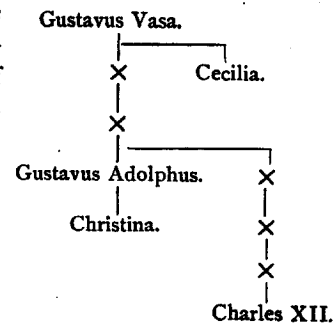 Gustavus Vasa.
× Cecilia.
×
Gustavus Adolphus. ×
Christina. ×
×
Charles XII.